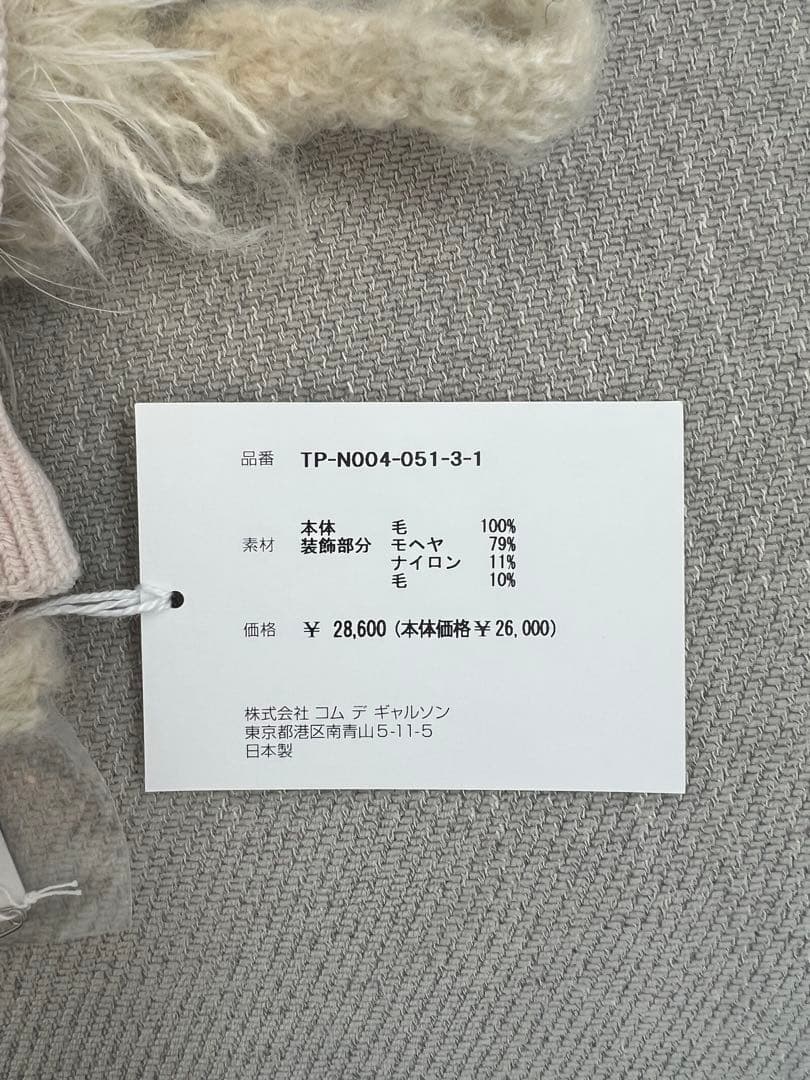 品番 TP-N004-051-3-1
本体 毛 100%
素材 装飾部分 モヘヤ 79%
ナイロン 11%
毛 10%
価格 ¥ 28,600 (本体価格¥26,000)
株式会社 コム デ ギャルソン
東京都港区南青山5-11-5
日本製